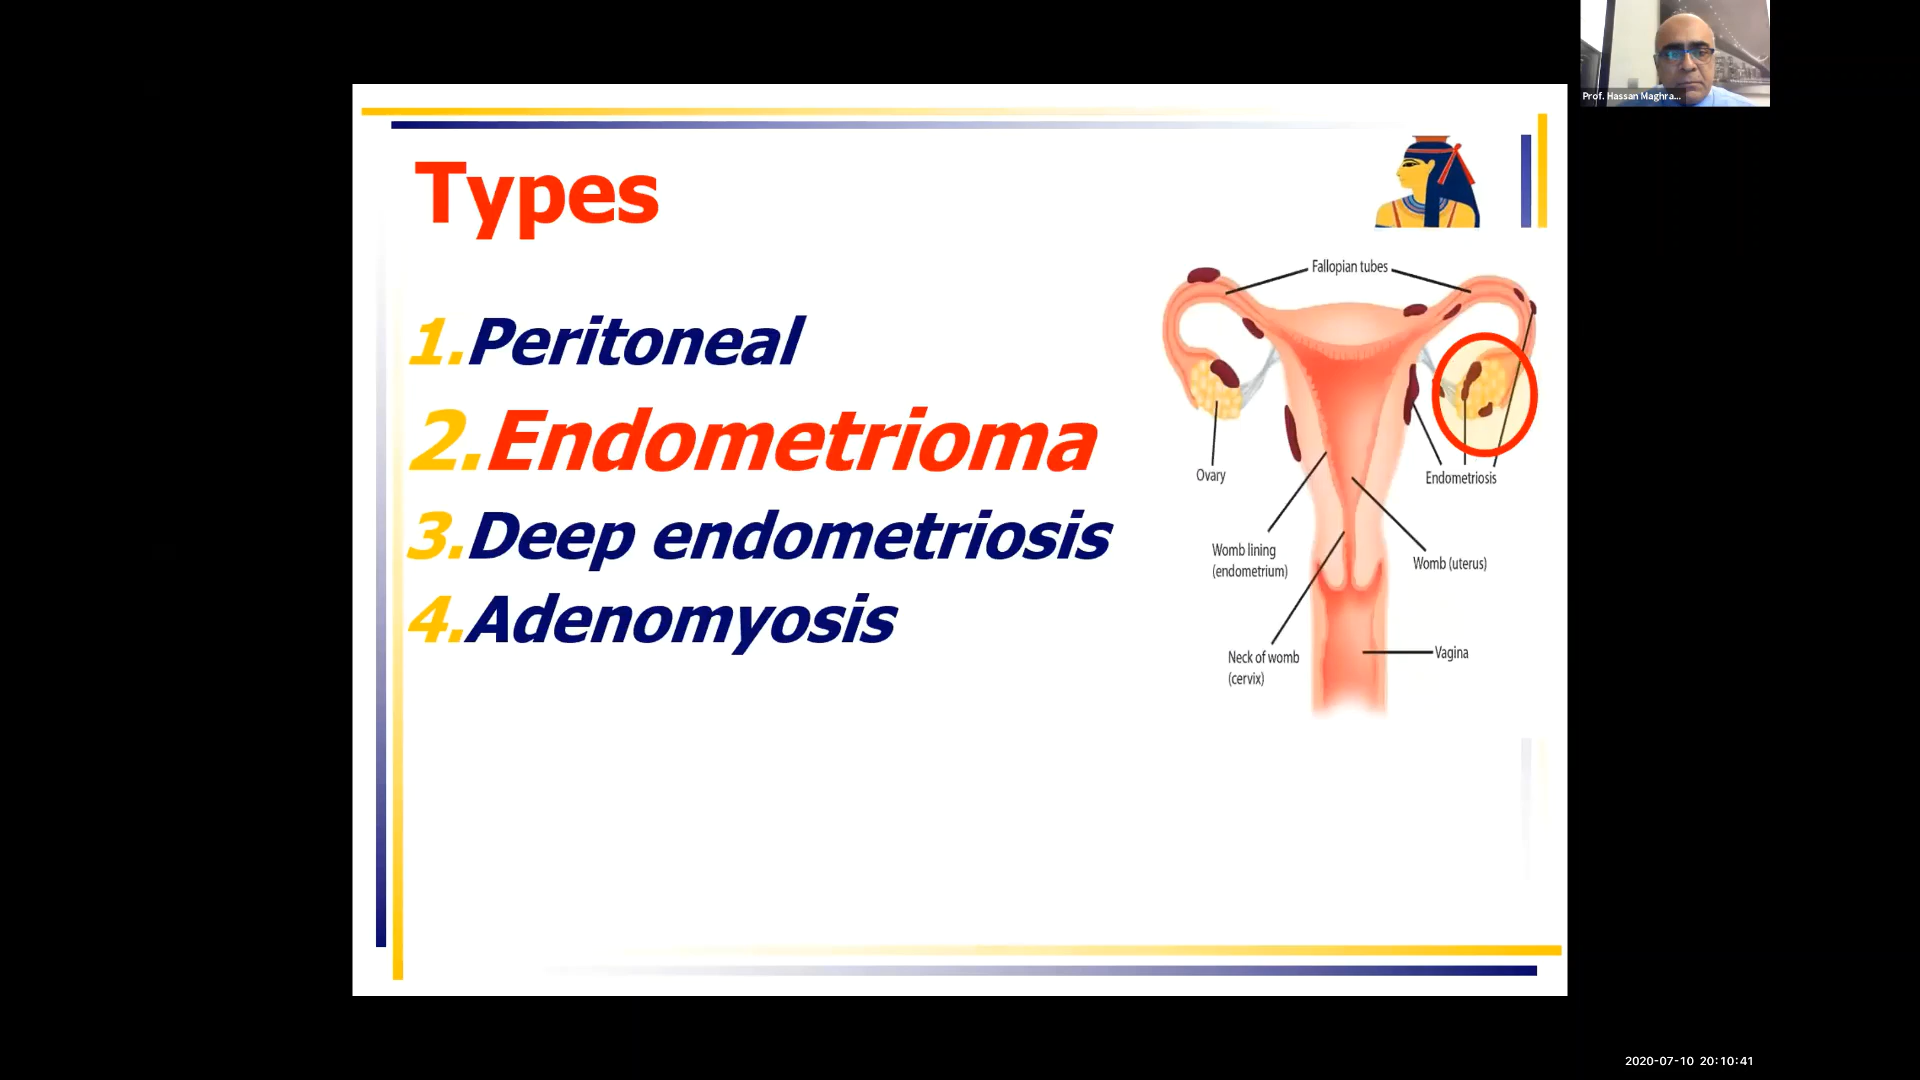 Prof. Hassan Maghra...
Types
Fallopian tubes
1.Peritoneal
2.Endometrioma
3.Deep endometriosis
4.Adenomyosis
Ovary
Endometriosis
Womb lining
(endometrium)
Womb (uterus)
Neck of womb
(cervix)
Vagina
2020-07-10 20:10:41